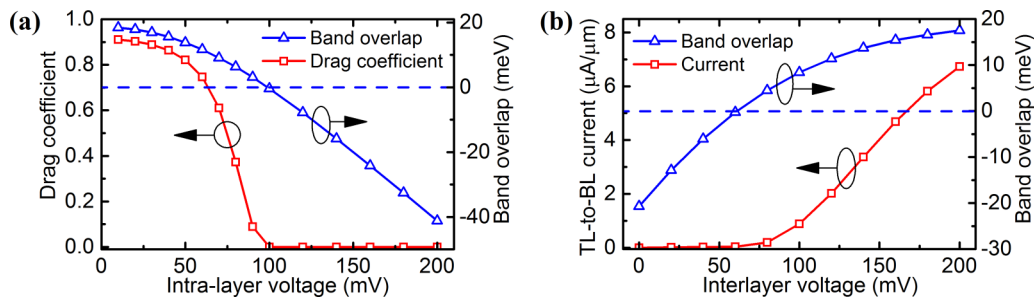 (a)
1.0
0.8
0.6
0.4
0.2
0.0
Drag coefficient
Band overlap
Drag coefficient
20
0
-20
-40
Band overlap (meV)
0 50 100 150 200
Intra-layer voltage (mV)
(b)
8
6
4
2
0
TL-to-BL current (μA/μm)
Band overlap
Current
20
10
0
-10
-20
-30
Band overlap (meV)
0 50 100 150 200
Interlayer voltage (mV)